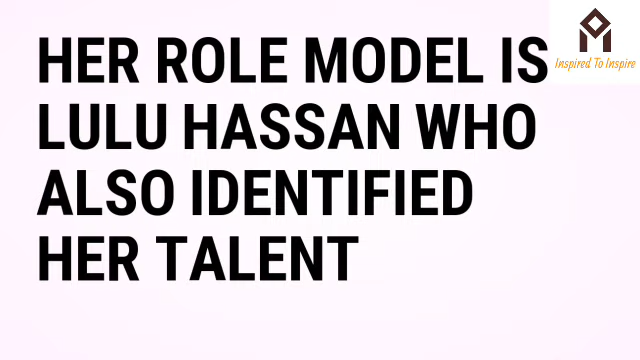 HER ROLE MODEL IS
LULU HASSAN WHO
ALSO IDENTIFIED
HER TALENT
Inspired To Inspire